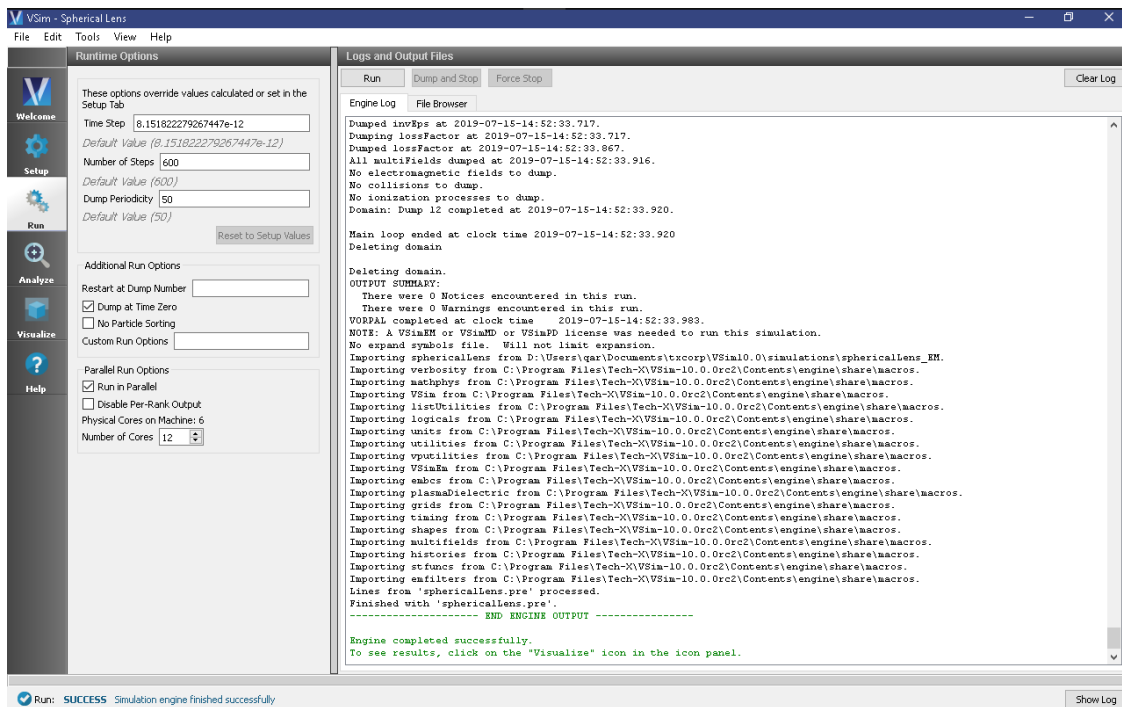 VSim - Spherical Lens
File Edit Tools View Help
Runtime Options
Welcome
Setup
Run
Analyze
Visualize
Help
These options override values calculated or set in the
Setup Tab
Time Step 8.151822279267447e-12
Default Value (8.151822279267447e-12)
Number of Steps 600
Default Value (600)
Dump Periodicity 50
Default Value (50)
Reset to Setup Values
Additional Run Options
Restart at Dump Number
Dump at Time Zero
No Particle Sorting
Custom Run Options
Parallel Run Options
Run in Parallel
Disable Per-Rank Output
Physical Cores on Machine: 6
Number of Cores 12
Logs and Output Files
Run Dump and Stop Force Stop Clear Log
Engine Log File Browser
Dumped invEps at 2019-07-15-14:52:33.717.
Dumping lossFactor at 2019-07-15-14:52:33.717.
Dumped lossFactor at 2019-07-15-14:52:33.867.
All multiFields dumped at 2019-07-15-14:52:33.916.
No electromagnetic fields to dump.
No collisions to dump.
No ionization processes to dump.
Domain: Dump 12 completed at 2019-07-15-14:52:33.920.
Main loop ended at clock time 2019-07-15-14:52:33.920
Deleting domain
Deleting domain.
OUTPUT SUMMARY:
There were 0 Notices encountered in this run.
There were 0 Warnings encountered in this run.
VORPAL completed at clock time 2019-07-15-14:52:33.983.
NOTE: A VSimEM or VSimMD or VSimPD license was needed to run this simulation.
No expand symbols file. Will not limit expansion.
Importing sphericalLens from D:\Users\qar\Documents\txcorp\VSim10.0\simulations\sphericalLens_EM.
Importing verbosity from C:\Program Files\Tech-X\VSim-10.0.0rc2\Contents\engine\share\macros.
Importing mathphys from C:\Program Files\Tech-X\VSim-10.0.0rc2\Contents\engine\share\macros.
Importing VSim from C:\Program Files\Tech-X\VSim-10.0.0rc2\Contents\engine\share\macros.
Importing listUtilities from C:\Program Files\Tech-X\VSim-10.0.0rc2\Contents\engine\share\macros.
Importing logicals from C:\Program Files\Tech-X\VSim-10.0.0rc2\Contents\engine\share\macros.
Importing units from C:\Program Files\Tech-X\VSim-10.0.0rc2\Contents\engine\share\macros.
Importing utilities from C:\Program Files\Tech-X\VSim-10.0.0rc2\Contents\engine\share\macros.
Importing vputilities from C:\Program Files\Tech-X\VSim-10.0.0rc2\Contents\engine\share\macros.
Importing VSimEm from C:\Program Files\Tech-X\VSim-10.0.0rc2\Contents\engine\share\macros.
Importing embcs from C:\Program Files\Tech-X\VSim-10.0.0rc2\Contents\engine\share\macros.
Importing plasmaDielectric from C:\Program Files\Tech-X\VSim-10.0.0rc2\Contents\engine\share\macros.
Importing grids from C:\Program Files\Tech-X\VSim-10.0.0rc2\Contents\engine\share\macros.
Importing timing from C:\Program Files\Tech-X\VSim-10.0.0rc2\Contents\engine\share\macros.
Importing shapes from C:\Program Files\Tech-X\VSim-10.0.0rc2\Contents\engine\share\macros.
Importing multifields from C:\Program Files\Tech-X\VSim-10.0.0rc2\Contents\engine\share\macros.
Importing histories from C:\Program Files\Tech-X\VSim-10.0.0rc2\Contents\engine\share\macros.
Importing stfuncs from C:\Program Files\Tech-X\VSim-10.0.0rc2\Contents\engine\share\macros.
Importing emfilters from C:\Program Files\Tech-X\VSim-10.0.0rc2\Contents\engine\share\macros.
Lines from 'sphericalLens.pre' processed.
Finished with 'sphericalLens.pre'.
--------------------- END ENGINE OUTPUT ----------------
Engine completed successfully.
To see results, click on the "Visualize" icon in the icon panel.
Run: SUCCESS Simulation engine finished successfully Show Log